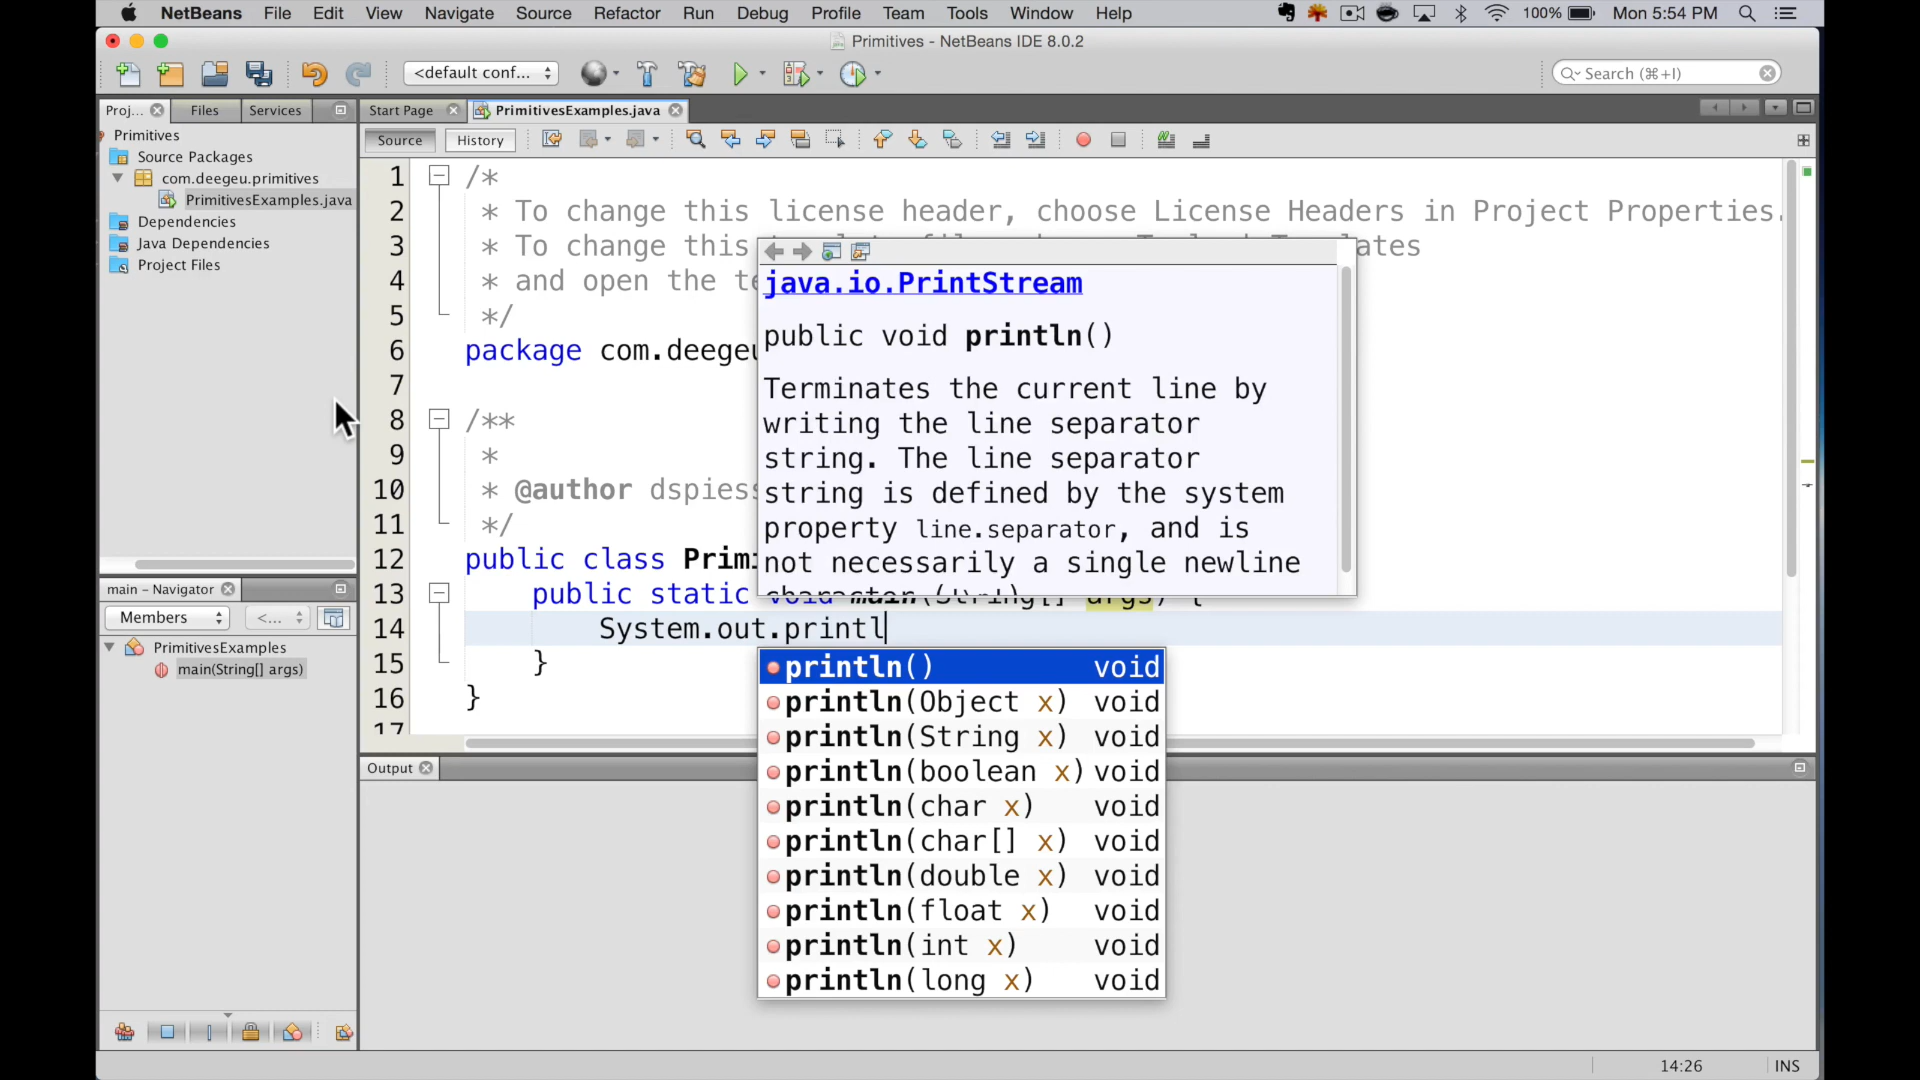 NetBeans File Edit View Navigate Source Refactor Run Debug Profile Team Tools Window Help 100% Mon 5:54 PM
Primitives - NetBeans IDE 8.0.2
<default conf... Search (⌘+I)
Proj... Files Services Start Page PrimitivesExamples.java
Source History
Primitives
Source Packages
com.deegeu.primitives
PrimitivesExamples.java
Dependencies
Java Dependencies
Project Files
1 /*
2 * To change this license header, choose License Headers in Project Properties.
3 * To change this
4 * and open the te
5 */
6 package com.deegeu
7
8 /**
9 *
10 * @author dspiess
11 */
12 public class Primi
13 public static void main(String[] args) {
14 System.out.printl
15 }
16 }
17
java.io.PrintStream
public void println()
Terminates the current line by
writing the line separator
string. The line separator
string is defined by the system
property line.separator, and is
not necessarily a single newline
println() void
println(Object x) void
println(String x) void
println(boolean x) void
println(char x) void
println(char[] x) void
println(double x) void
println(float x) void
println(int x) void
println(long x) void
main - Navigator
Members <...
PrimitivesExamples
main(String[] args)
Output
14:26 INS